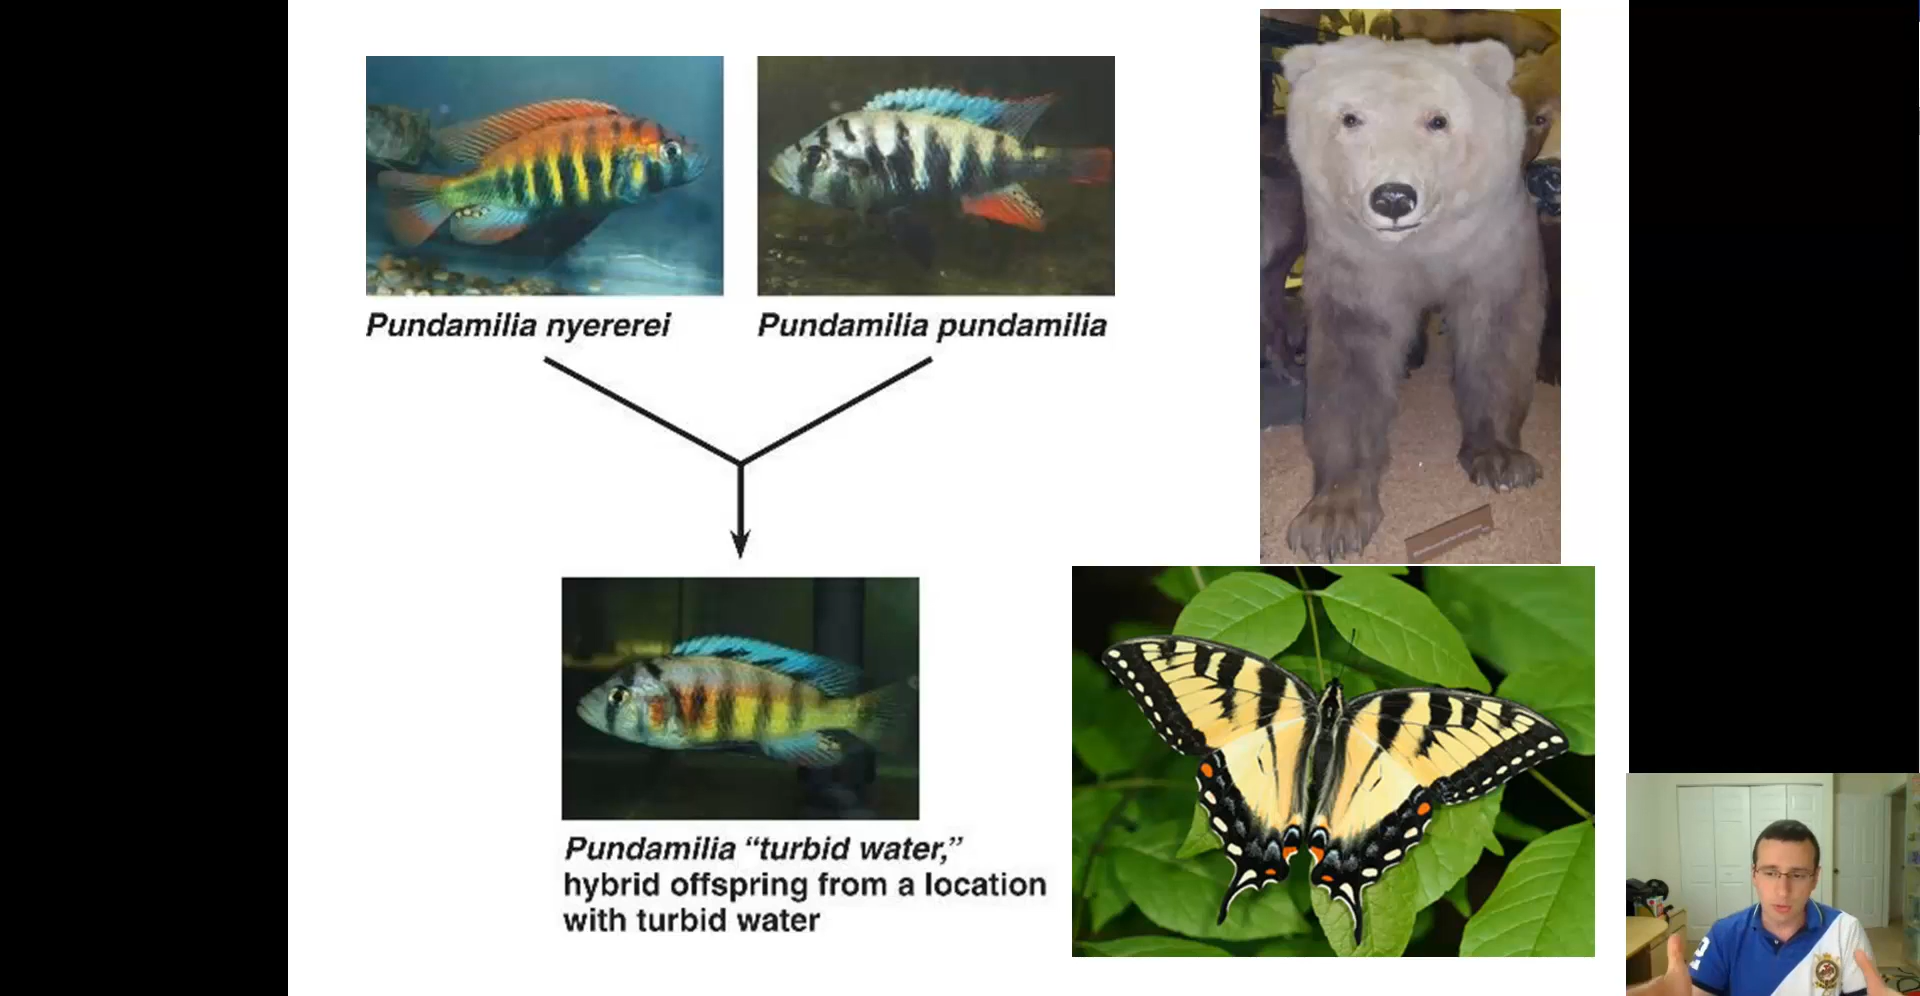 Pundamilia nyererei
Pundamilia pundamilia
Pundamilia “turbid water,”
hybrid offspring from a location
with turbid water